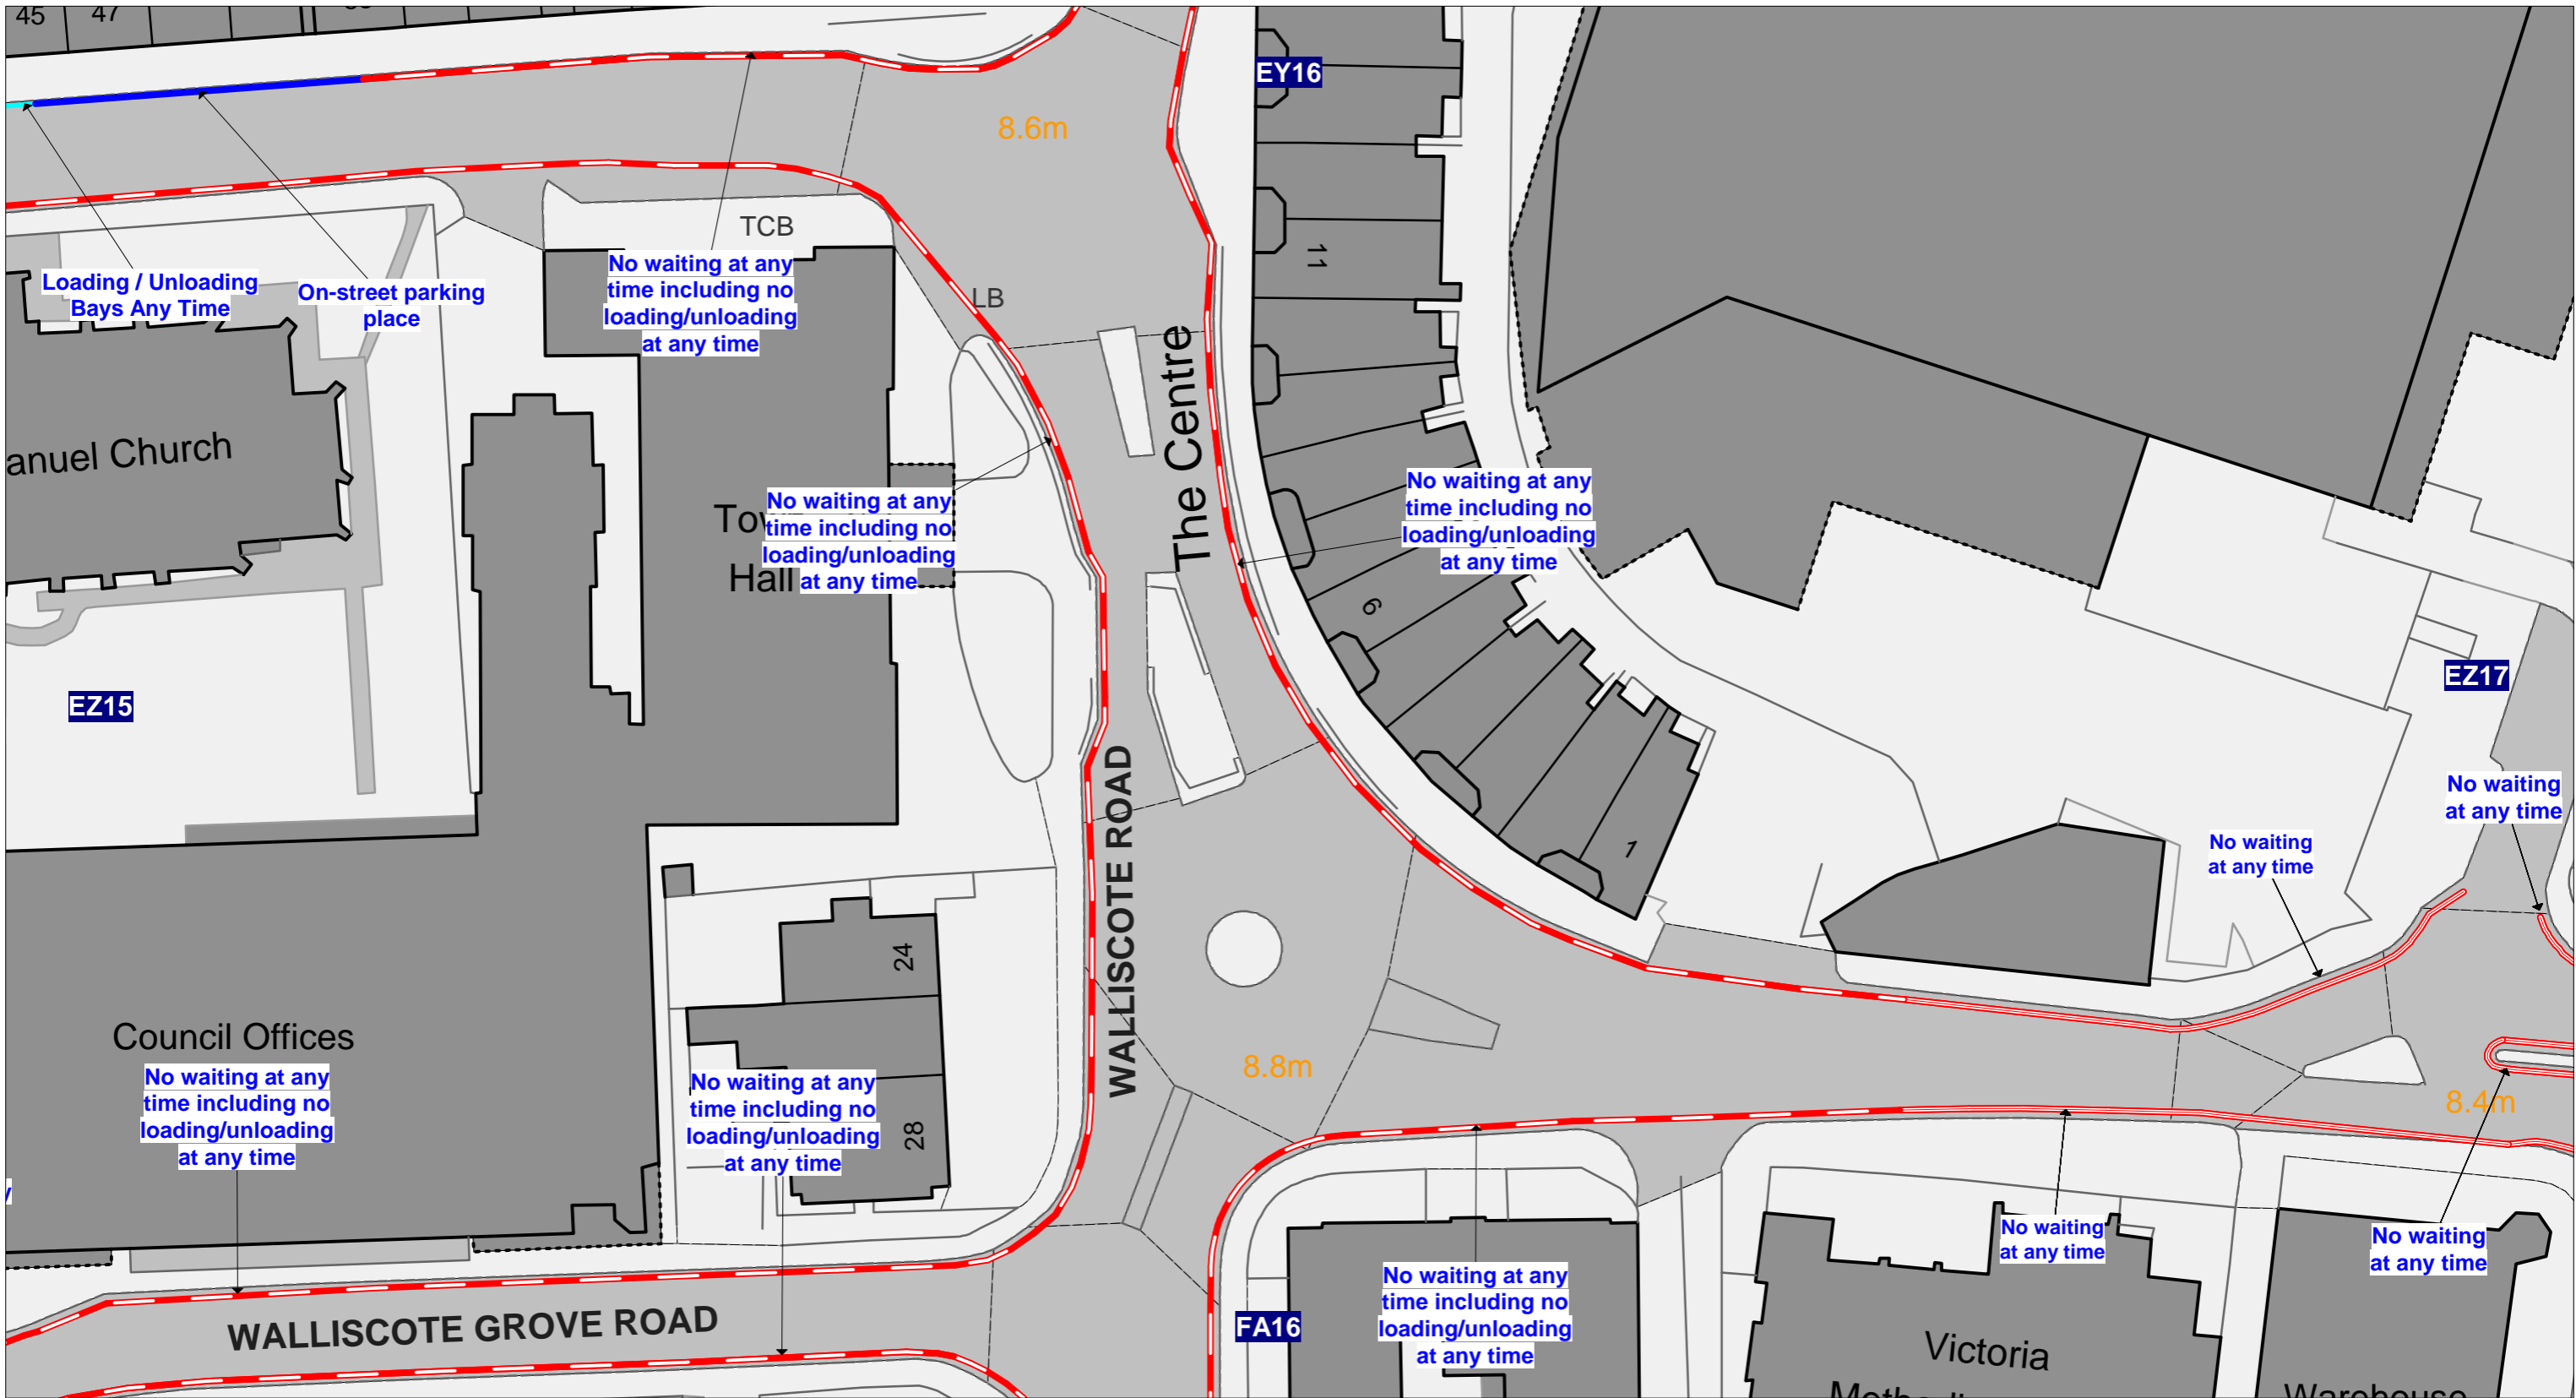 45
47
EY16
8.6m
TCB
Loading / Unloading
Bays Any Time
On-street parking
place
No waiting at any
time including no
loading/unloading
at any time
LB
11
The Centre
anuel Church
No waiting at any
time including no
loading/unloading
at any time
Hall
No waiting at any
time including no
loading/unloading
at any time
6
EZ15
EZ17
WALLISCOTE ROAD
No waiting
at any time
No waiting
at any time
1
24
28
Council Offices
No waiting at any
time including no
loading/unloading
at any time
No waiting at any
time including no
loading/unloading
at any time
8.8m
8.4m
No waiting
at any time
No waiting
at any time
No waiting at any
time including no
loading/unloading
at any time
FA16
WALLISCOTE GROVE ROAD
Victoria
Warehouse